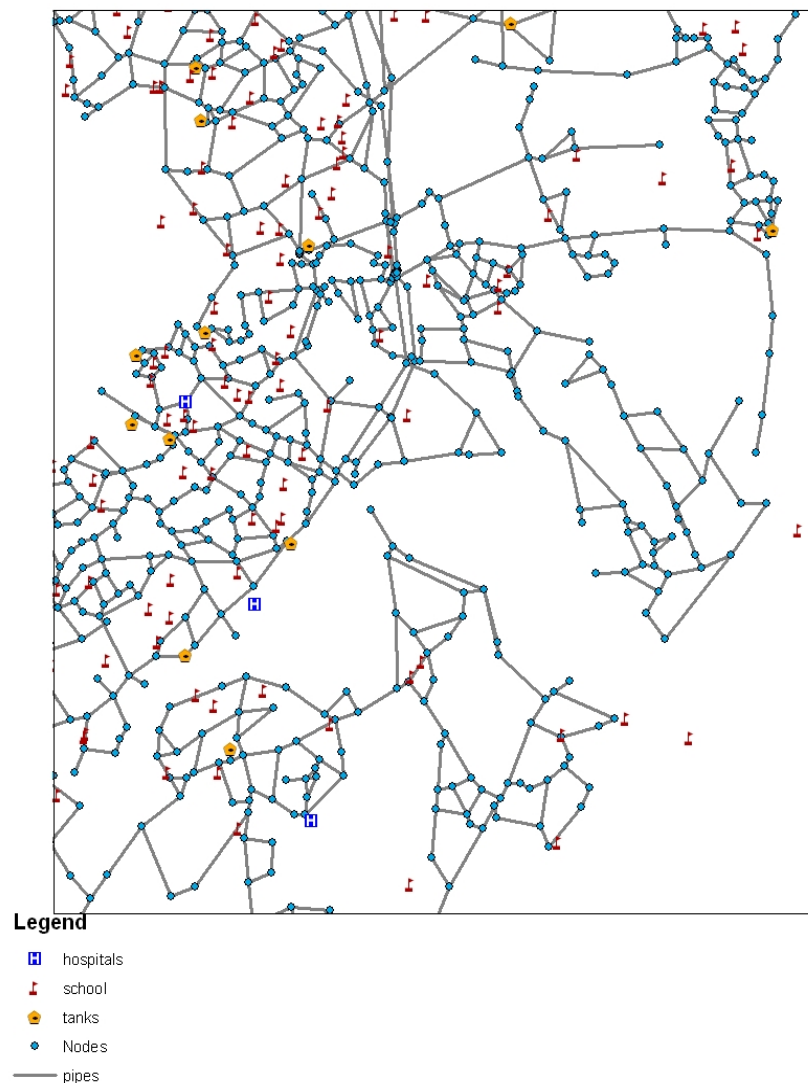 H
H
H
Legend
H hospitals
school
tanks
Nodes
pipes